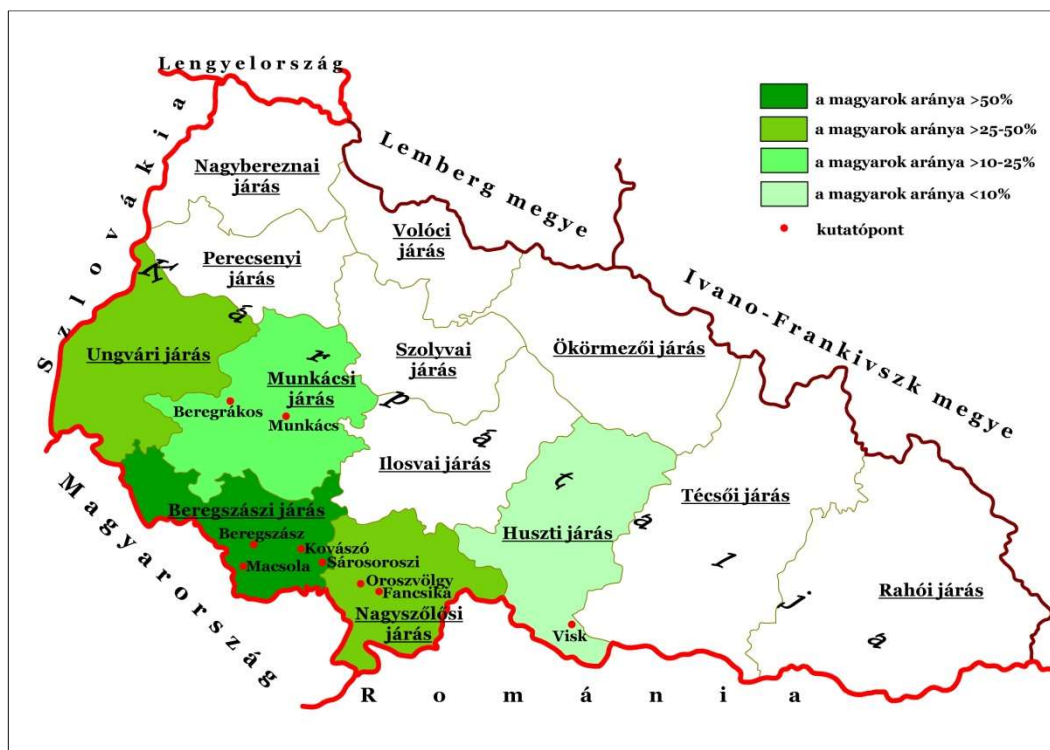 Lengyelország
Szlovákia
Lemberg megye
Ivano-Frankivszk megye
a magyarok aránya >50%
a magyarok aránya >25-50%
a magyarok aránya >10-25%
a magyarok aránya <10%
kutatópont
Nagybereznai
járás
Volóci
járás
Perecsenyi
járás
Kárpátalja
Ungvári járás
Szolyvai
járás
Ökörmezői járás
Munkácsi
járás
Beregrákos
Munkács
Ilosvai járás
Técsői járás
Beregszászi járás
Huszti járás
Beregszász
Kovászó
Macsola
Sárosoroszi
Oroszvölgy
Fancsika
Nagyszőlősi
járás
Rahói járás
Visk
Magyarország
Románia